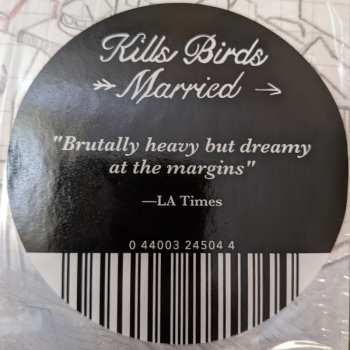 Kills Birds
Married
"Brutally heavy but dreamy
at the margins"
—LA Times
0 44003 24504 4